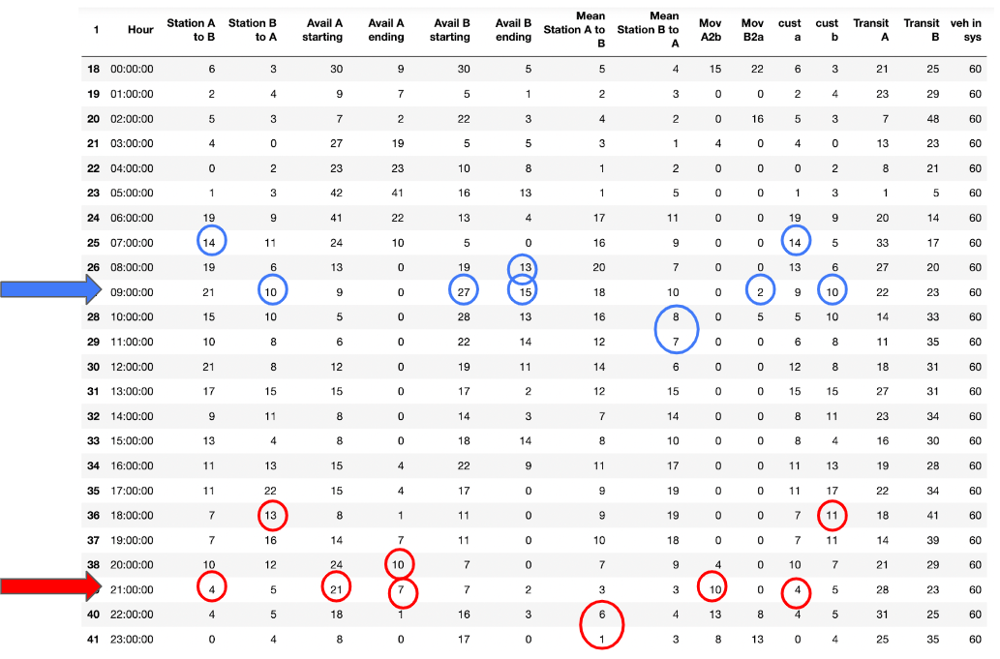 1 Hour Station A to B Station B to A Avail A starting Avail A ending Avail B starting Avail B ending Mean Station A to B Mean Station B to A Mov A2b Mov B2a cust a cust b Transit A Transit B veh in sys
18 00:00:00 6 3 30 9 30 5 5 4 15 22 6 3 21 25 60
19 01:00:00 2 4 9 7 5 1 2 3 0 0 2 4 23 29 60
20 02:00:00 5 3 7 2 22 3 4 2 0 16 5 3 7 48 60
21 03:00:00 4 0 27 19 5 5 3 1 4 0 4 0 13 23 60
22 04:00:00 0 2 23 23 10 8 1 2 0 0 0 2 8 21 60
23 05:00:00 1 3 42 41 16 13 1 5 0 0 1 3 1 5 60
24 06:00:00 19 9 41 22 13 4 17 11 0 0 19 9 20 14 60
25 07:00:00 14 11 24 10 5 0 16 9 0 0 14 5 33 17 60
26 08:00:00 19 6 13 0 19 13 20 7 0 0 13 6 27 20 60
09:00:00 21 10 9 0 27 15 18 10 0 2 9 10 22 23 60
28 10:00:00 15 10 5 0 28 13 16 8 0 5 5 10 14 33 60
29 11:00:00 10 8 6 0 22 14 12 7 0 0 6 8 11 35 60
30 12:00:00 21 8 12 0 19 11 14 6 0 0 12 8 18 31 60
31 13:00:00 17 15 15 0 17 2 12 15 0 0 15 15 27 31 60
32 14:00:00 9 11 8 0 14 3 7 14 0 0 8 11 23 34 60
33 15:00:00 13 4 8 0 18 14 8 10 0 0 8 4 16 30 60
34 16:00:00 11 13 15 4 22 9 11 17 0 0 11 13 19 28 60
35 17:00:00 11 22 15 4 17 0 9 19 0 0 11 17 22 34 60
36 18:00:00 7 13 8 1 11 0 9 19 0 0 7 11 18 41 60
37 19:00:00 7 16 14 7 11 0 10 18 0 0 7 11 14 39 60
38 20:00:00 10 12 24 10 7 0 7 9 4 0 10 7 21 29 60
21:00:00 4 5 21 7 7 2 3 3 10 0 4 5 28 23 60
40 22:00:00 4 5 18 1 16 3 6 4 13 8 4 5 31 25 60
41 23:00:00 0 4 8 0 17 0 1 3 8 13 0 4 25 35 60